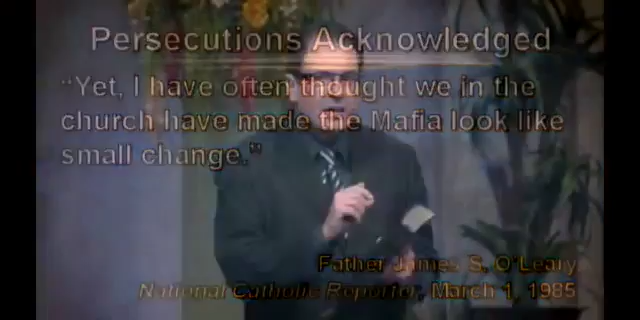 Persecutions Acknowledged
“Yet, I have often thought we in the
church have made the Mafia look like
small change.”
Father James S. O’Leary
National Catholic Reporter, March 1, 1985